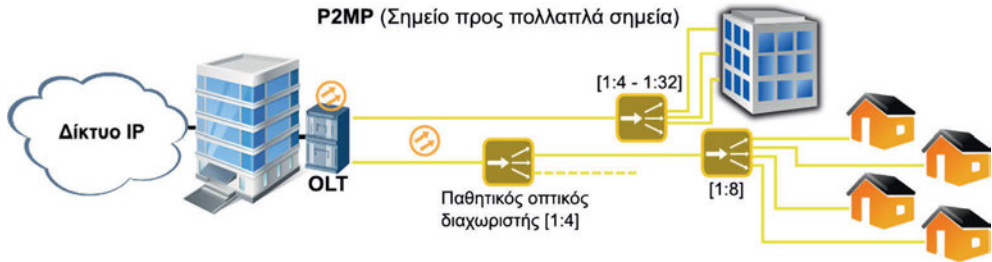 P2MP (Σημείο προς πολλαπλά σημεία)
[1:4 - 1:32]
Δίκτυο IP
OLT
[1:8]
Παθητικός οπτικός
διαχωριστής [1:4]